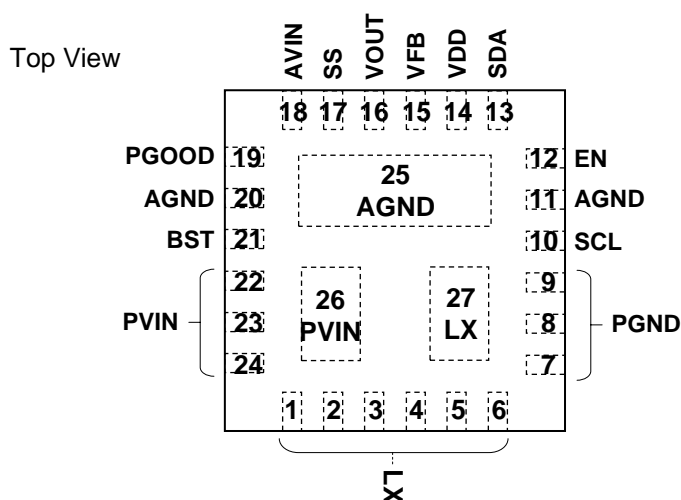 Top View
AVIN
SS
VOUT
VFB
VDD
SDA
18
17
16
15
14
13
PGOOD 19
AGND 20
BST 21
PVIN
22
23
24
25
AGND
26
PVIN
27
LX
12 EN
11 AGND
10 SCL
9
8
7
PGND
1
2
3
4
5
6
LX